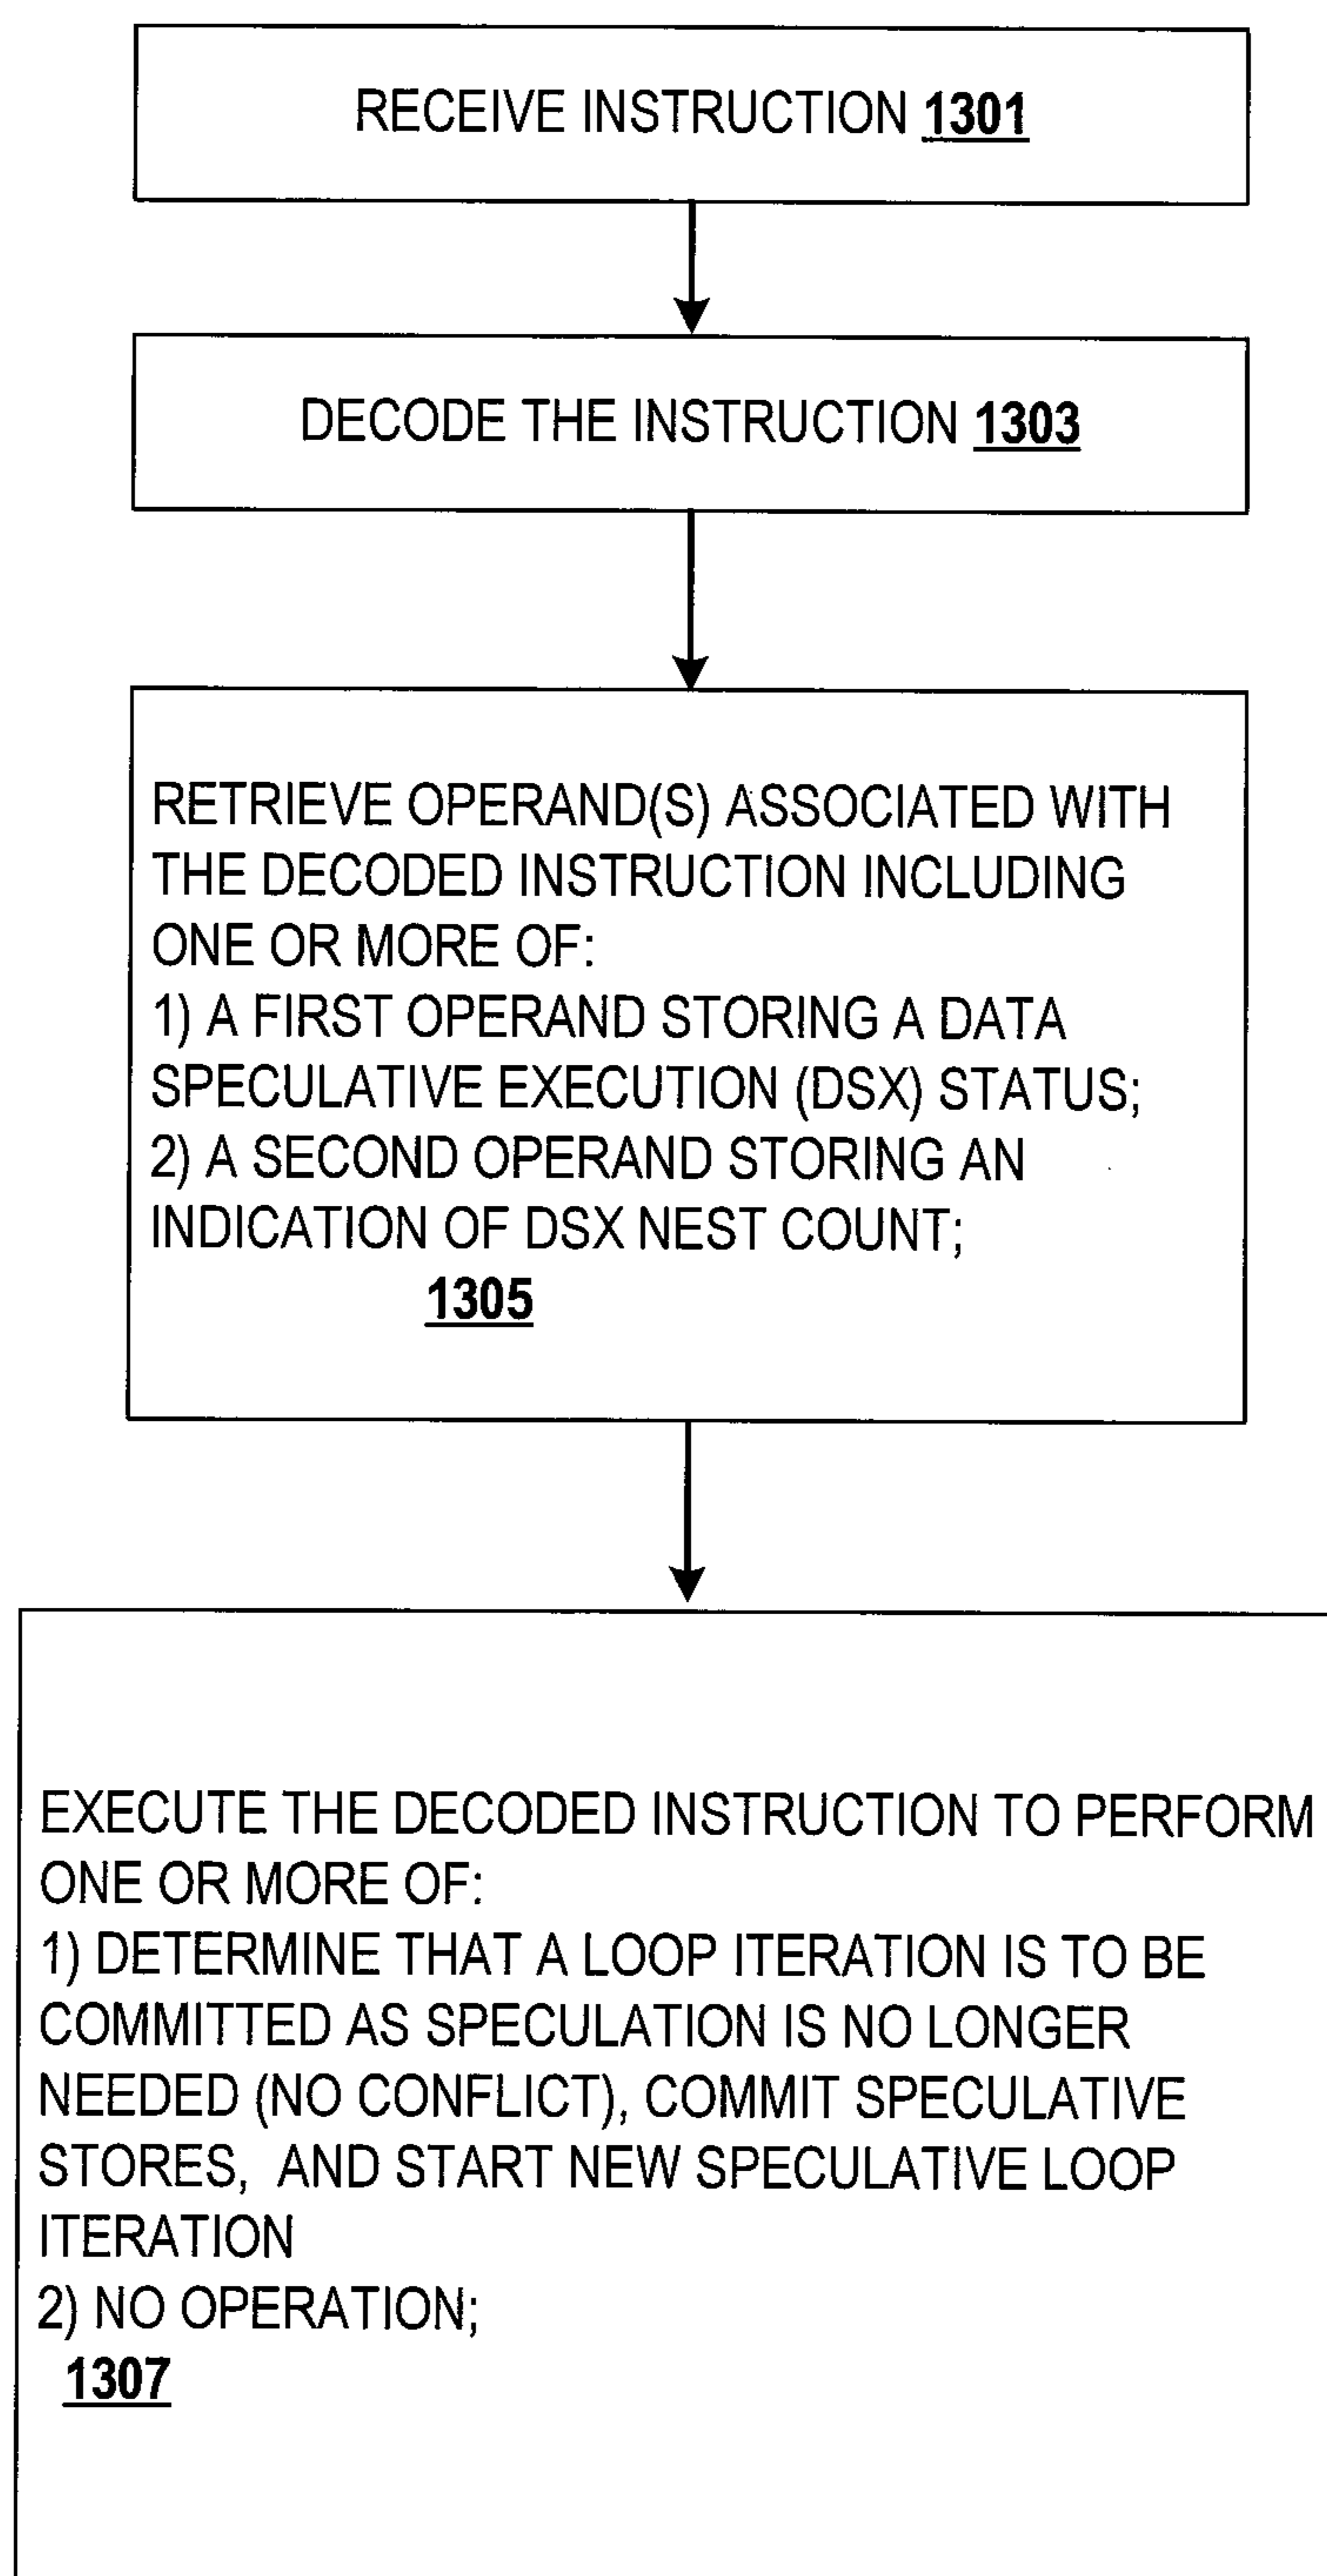 RECEIVE INSTRUCTION 1301
DECODE THE INSTRUCTION 1303
RETRIEVE OPERAND(S) ASSOCIATED WITH
THE DECODED INSTRUCTION INCLUDING
ONE OR MORE OF:
1) A FIRST OPERAND STORING A DATA
SPECULATIVE EXECUTION (DSX) STATUS;
2) A SECOND OPERAND STORING AN
INDICATION OF DSX NEST COUNT;
1305
EXECUTE THE DECODED INSTRUCTION TO PERFORM
ONE OR MORE OF:
1) DETERMINE THAT A LOOP ITERATION IS TO BE
COMMITTED AS SPECULATION IS NO LONGER
NEEDED (NO CONFLICT), COMMIT SPECULATIVE
STORES, AND START NEW SPECULATIVE LOOP
ITERATION
2) NO OPERATION;
1307